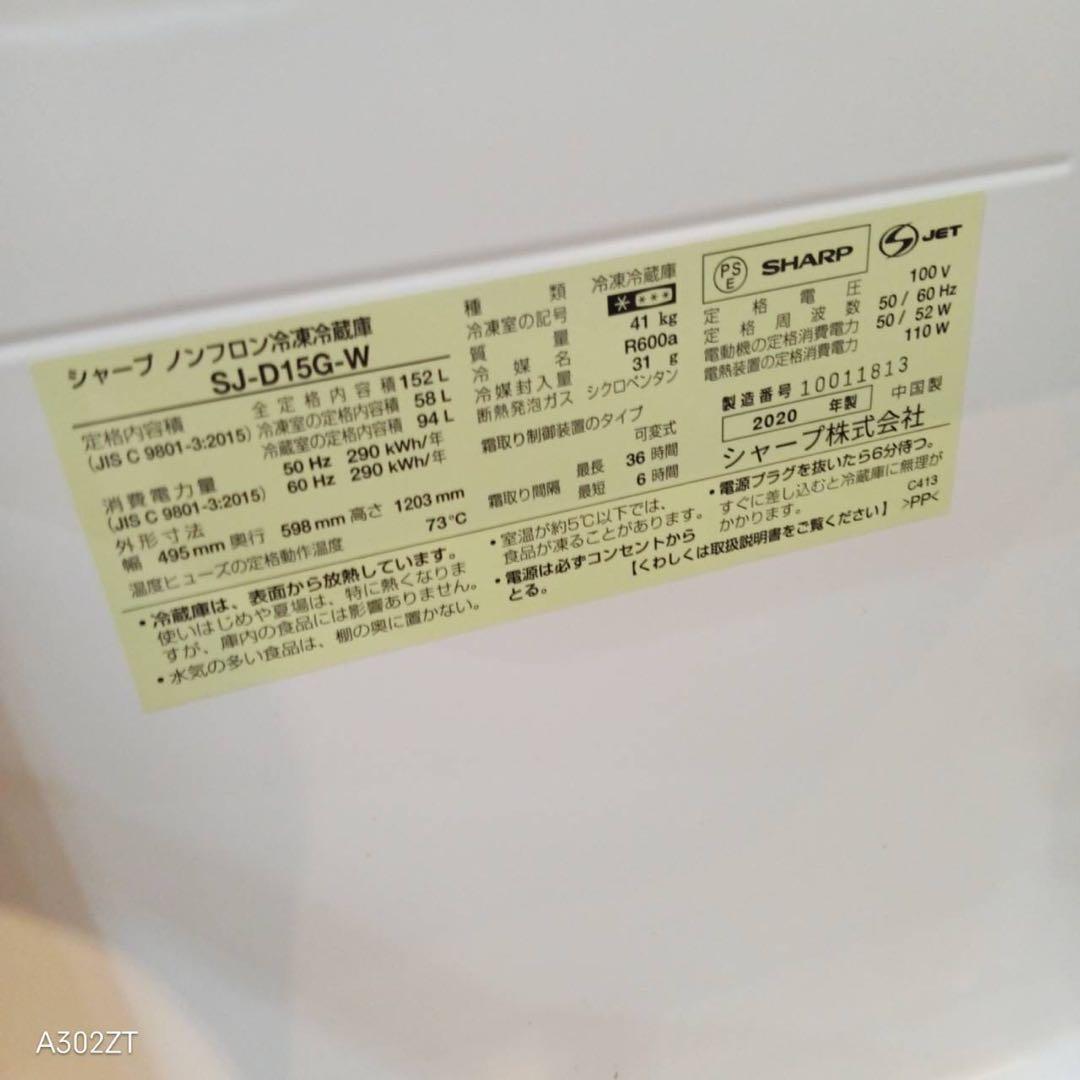 シャープ ノンフロン冷凍冷蔵庫
SJ-D15G-W
定格内容積 全定格内容積 152 L
(JIS C 9801-3:2015) 冷凍室の定格内容積 58 L
冷蔵室の定格内容積 94 L
消費電力量 50 Hz 290 kWh/年
(JIS C 9801-3:2015) 60 Hz 290 kWh/年
外形寸法
幅 495 mm 奥行 598 mm 高さ 1203 mm
温度ヒューズの定格動作温度 73℃
種類 冷凍冷蔵庫
冷凍室の記号 * ***
質量 41 kg
冷媒名 R600a
冷媒封入量 31 g
断熱発泡ガス シクロペンタン
霜取り制御装置のタイプ
可変式
霜取り間隔 最長 36 時間
最短 6 時間
PS
E
SHARP
JET
定格電圧 100 V
定格周波数 50 / 60 Hz
電動機の定格消費電力 50 / 52 W
電熱装置の定格消費電力 110 W
製造番号 10011813
2020 年製 中国製
シャープ株式会社
・冷蔵庫は、表面から放熱しています。
使いはじめや夏場は、特に熱くなりま
すが、庫内の食品には影響ありません。
・水気の多い食品は、棚の奥に置かない。
・室温が約5℃以下では、
食品が凍ることがあります。
・電源は必ずコンセントから
とる。
・電源プラグを抜いたら6分待つ。
すぐに差し込むと冷蔵庫に無理が
かかります。
C413
【くわしくは取扱説明書をご覧ください】 >PP<
A302ZT